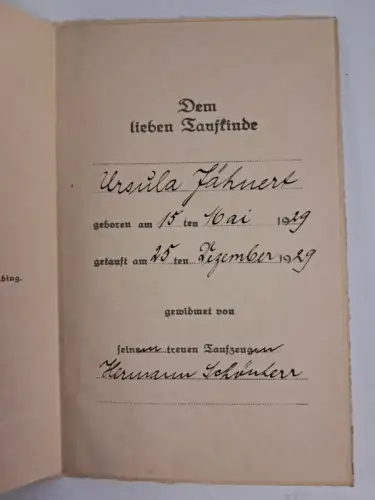 Dem
lieben Taufkinde
Ursula Jähnert
geboren am 15 ten Mai 1929
getauft am 25 ten Dezember 1929
gewidmet von
seinem treuen Taufzeugen
Hermann Schönherr